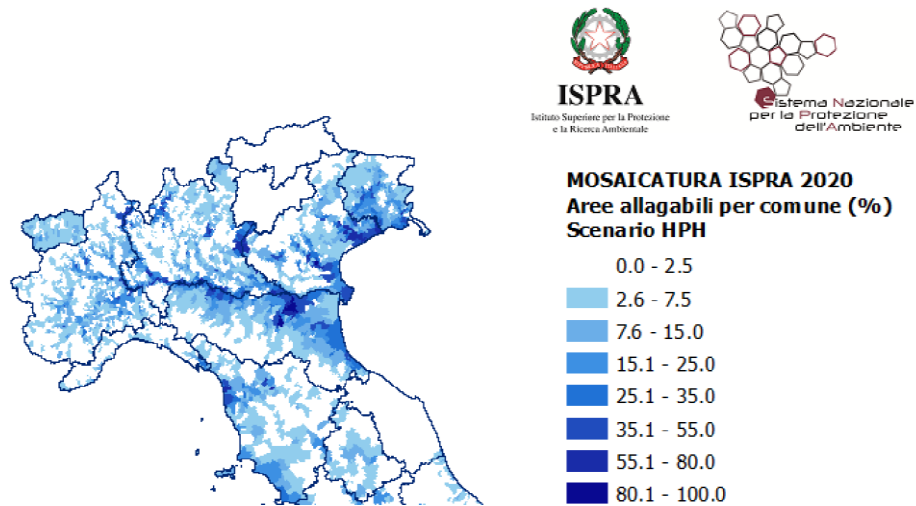 ISPRA
Istituto Superiore per la Protezione
e la Ricerca Ambientale
Sistema Nazionale
per la Protezione
dell'Ambiente
MOSAICATURA ISPRA 2020
Aree allagabili per comune (%)
Scenario HPH
0.0 - 2.5
2.6 - 7.5
7.6 - 15.0
15.1 - 25.0
25.1 - 35.0
35.1 - 55.0
55.1 - 80.0
80.1 - 100.0